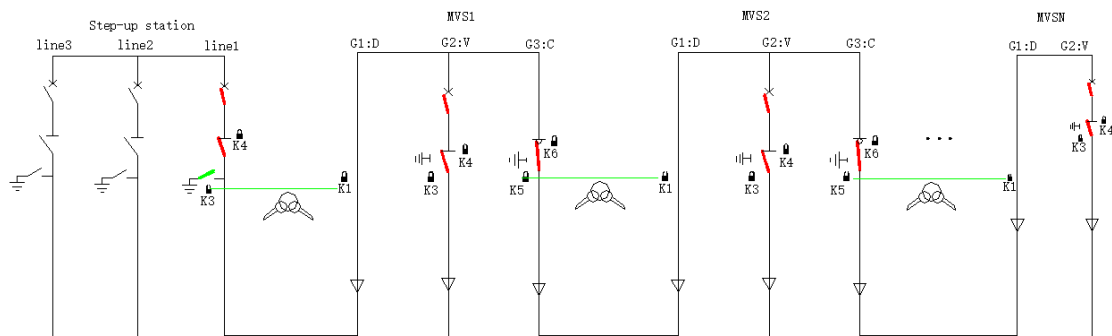 Step-up station
line3 line2 line1
MVS1
G1:D G2:V G3:C
MVS2
G1:D G2:V G3:C
MVSN
G1:D G2:V
K4
K3
K1
K4
K3
K6
K5
K1
K4
K3
K6
K5
K1
K4
K3